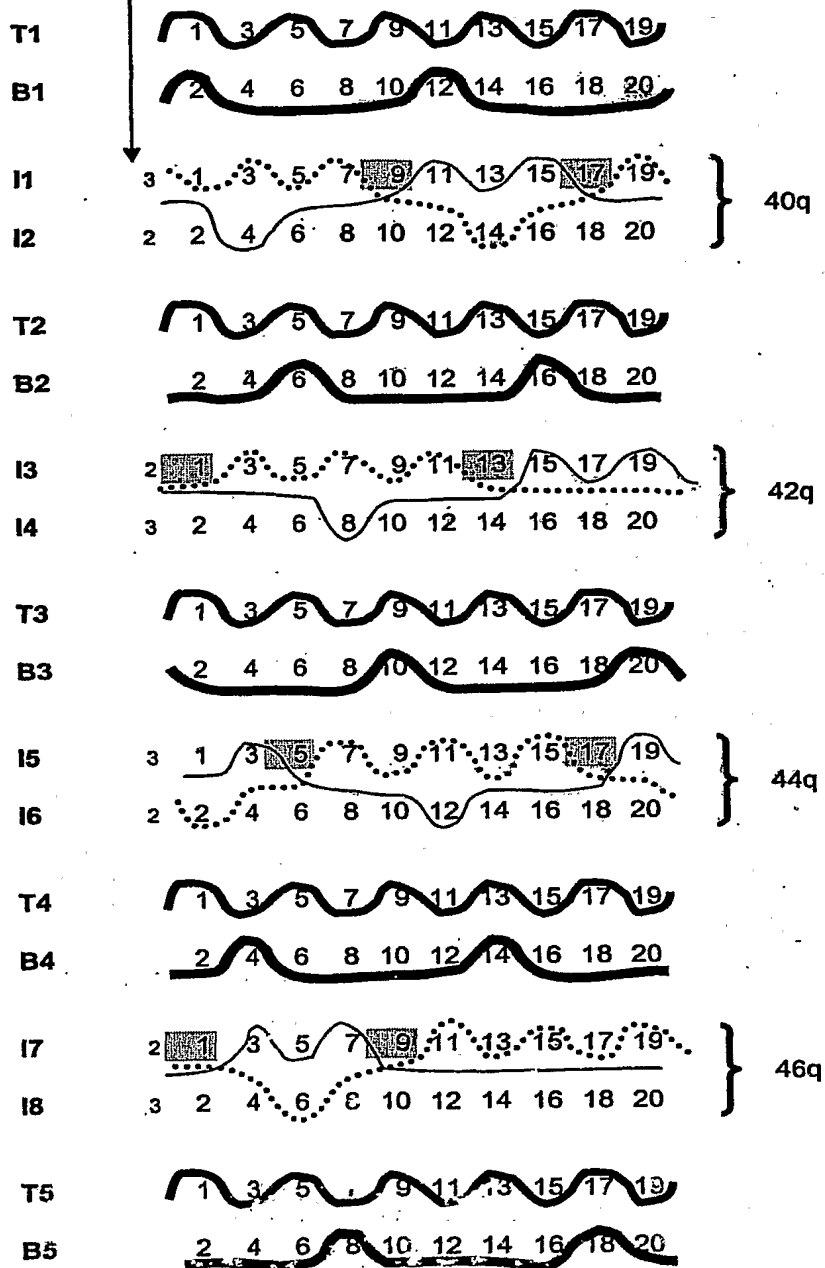 T1 1 3 5 7 9 11 13 15 17 19
B1 2 4 6 8 10 12 14 16 18 20
I1 3 1 3 5 7 9 11 13 15 17 19
40q
I2 2 2 4 6 8 10 12 14 16 18 20
T2 1 3 5 7 9 11 13 15 17 19
B2 2 4 6 8 10 12 14 16 18 20
I3 2 1 3 5 7 9 11 13 15 17 19
42q
I4 3 2 4 6 8 10 12 14 16 18 20
T3 1 3 5 7 9 11 13 15 17 19
B3 2 4 6 8 10 12 14 16 18 20
I5 3 1 3 5 7 9 11 13 15 17 19
44q
I6 2 2 4 6 8 10 12 14 16 18 20
T4 1 3 5 7 9 11 13 15 17 19
B4 2 4 6 8 10 12 14 16 18 20
I7 2 1 3 5 7 9 11 13 15 17 19
46q
I8 3 2 4 6 8 10 12 14 16 18 20
T5 1 3 5 9 11 13 15 17 19
B5 2 4 6 8 10 12 14 16 18 20